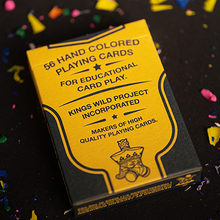 56 HAND COLORED
PLAYING CARDS
FOR EDUCATIONAL
CARD PLAY.
KINGS WILD PROJECT
INCORPORATED
MAKERS OF HIGH
QUALITY PLAYING CARDS.